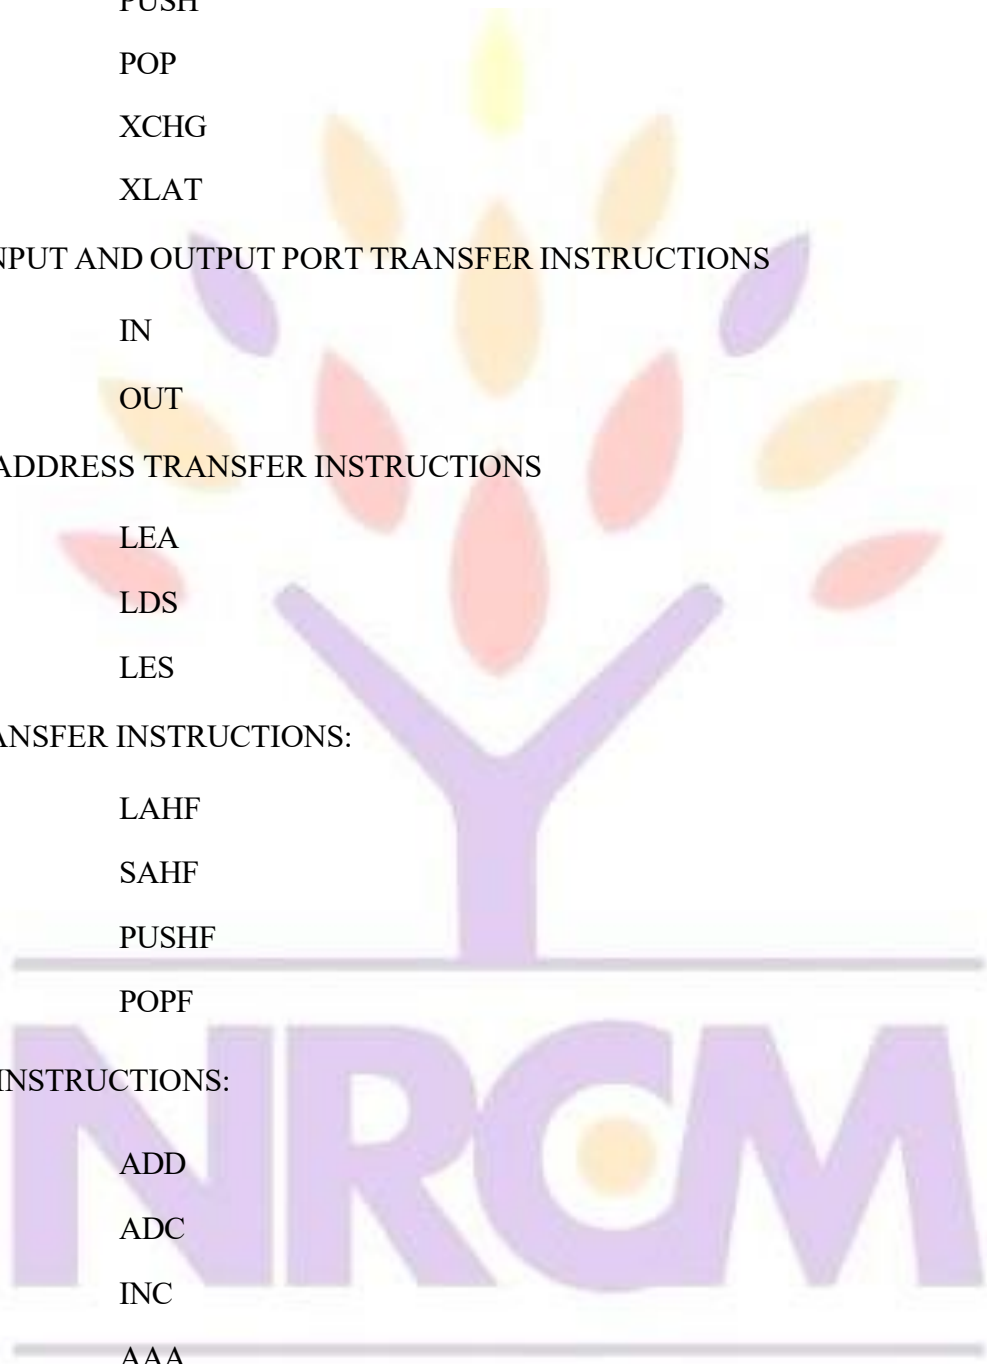 PUSH
POP
XCHG
XLAT
NPUT AND OUTPUT PORT TRANSFER INSTRUCTIONS
IN
OUT
ADDRESS TRANSFER INSTRUCTIONS
LEA
LDS
LES
ANSFER INSTRUCTIONS:
LAHF
SAHF
PUSHF
POPF
INSTRUCTIONS:
ADD
ADC
INC
AAA
NRCM